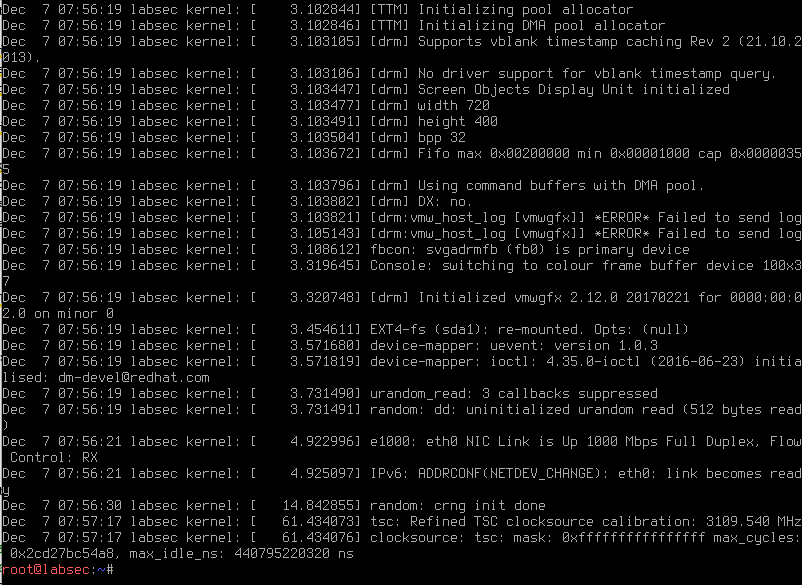 Dec  7 07:56:19 labsec kernel: [    3.102844] [TTM] Initializing pool allocator
Dec  7 07:56:19 labsec kernel: [    3.102846] [TTM] Initializing DMA pool allocator
Dec  7 07:56:19 labsec kernel: [    3.103105] [drm] Supports vblank timestamp caching Rev 2 (21.10.2
013).
Dec  7 07:56:19 labsec kernel: [    3.103106] [drm] No driver support for vblank timestamp query.
Dec  7 07:56:19 labsec kernel: [    3.103447] [drm] Screen Objects Display Unit initialized
Dec  7 07:56:19 labsec kernel: [    3.103477] [drm] width 720
Dec  7 07:56:19 labsec kernel: [    3.103491] [drm] height 400
Dec  7 07:56:19 labsec kernel: [    3.103504] [drm] bpp 32
Dec  7 07:56:19 labsec kernel: [    3.103672] [drm] Fifo max 0x00200000 min 0x00001000 cap 0x0000035
5
Dec  7 07:56:19 labsec kernel: [    3.103796] [drm] Using command buffers with DMA pool.
Dec  7 07:56:19 labsec kernel: [    3.103802] [drm] DX: no.
Dec  7 07:56:19 labsec kernel: [    3.103821] [drm:vmw_host_log [vmwgfx]] *ERROR* Failed to send log
Dec  7 07:56:19 labsec kernel: [    3.105143] [drm:vmw_host_log [vmwgfx]] *ERROR* Failed to send log
Dec  7 07:56:19 labsec kernel: [    3.108612] fbcon: svgadrmfb (fb0) is primary device
Dec  7 07:56:19 labsec kernel: [    3.319645] Console: switching to colour frame buffer device 100x3
7
Dec  7 07:56:19 labsec kernel: [    3.320748] [drm] Initialized vmwgfx 2.12.0 20170221 for 0000:00:0
2.0 on minor 0
Dec  7 07:56:19 labsec kernel: [    3.454611] EXT4-fs (sda1): re-mounted. Opts: (null)
Dec  7 07:56:19 labsec kernel: [    3.571680] device-mapper: uevent: version 1.0.3
Dec  7 07:56:19 labsec kernel: [    3.571819] device-mapper: ioctl: 4.35.0-ioctl (2016-06-23) initia
lised: dm-devel@redhat.com
Dec  7 07:56:19 labsec kernel: [    3.731490] urandom_read: 3 callbacks suppressed
Dec  7 07:56:19 labsec kernel: [    3.731491] random: dd: uninitialized urandom read (512 bytes read
)
Dec  7 07:56:21 labsec kernel: [    4.922996] e1000: eth0 NIC Link is Up 1000 Mbps Full Duplex, Flow
 Control: RX
Dec  7 07:56:21 labsec kernel: [    4.925097] IPv6: ADDRCONF(NETDEV_CHANGE): eth0: link becomes read
y
Dec  7 07:56:30 labsec kernel: [   14.842855] random: crng init done
Dec  7 07:57:17 labsec kernel: [   61.434073] tsc: Refined TSC clocksource calibration: 3109.540 MHz
Dec  7 07:57:17 labsec kernel: [   61.434076] clocksource: tsc: mask: 0xffffffffffffffff max_cycles:
 0x2cd27bc54a8, max_idle_ns: 440795220320 ns
root@labsec:~#